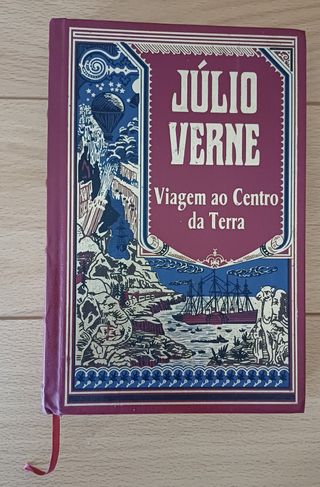 JÚLIO
VERNE
Viagem ao Centro
da Terra